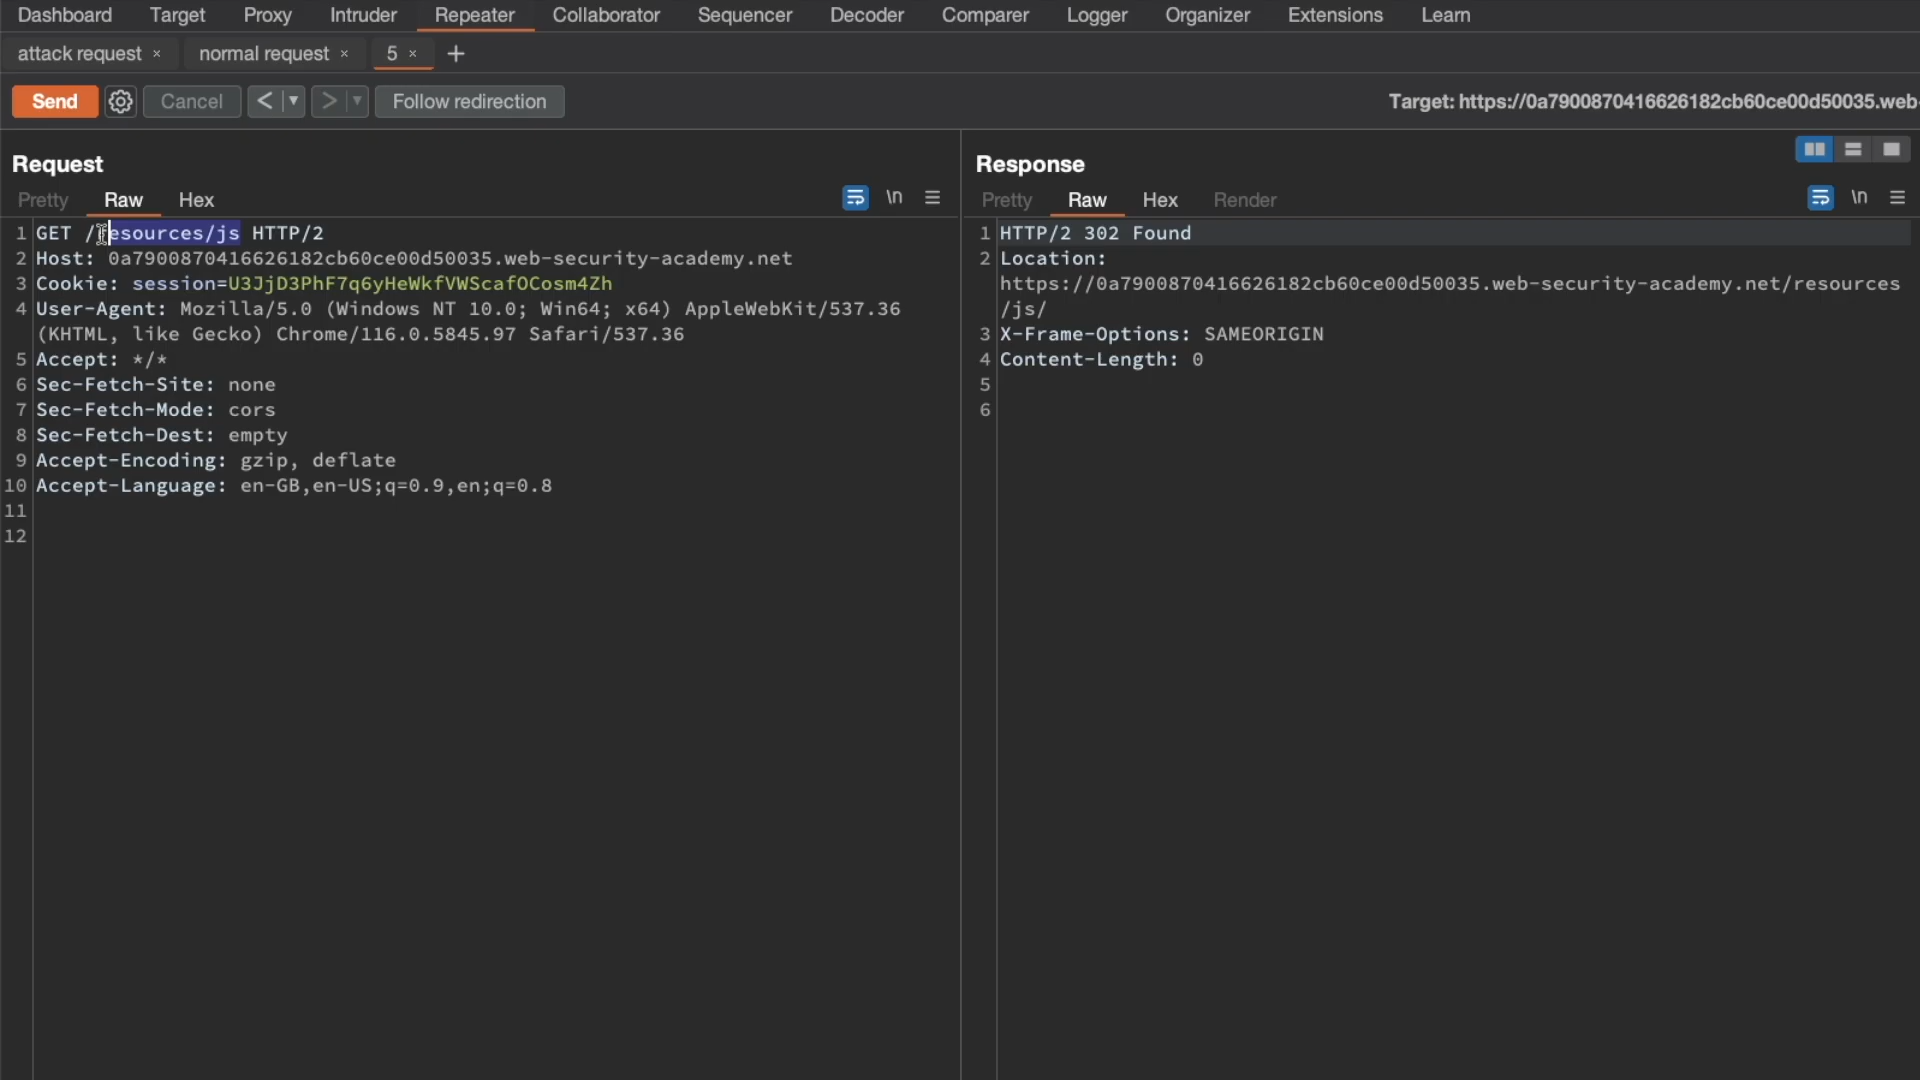 Dashboard Target Proxy Intruder Repeater Collaborator Sequencer Decoder Comparer Logger Organizer Extensions Learn
attack request × normal request × 5 × +
Send Cancel < > Follow redirection Target: https://0a7900870416626182cb60ce00d50035.web-
Request
Pretty Raw Hex \n
1 GET /resources/js HTTP/2
2 Host: 0a7900870416626182cb60ce00d50035.web-security-academy.net
3 Cookie: session=U3JjD3PhF7q6yHeWkfVWScafOCosm4Zh
4 User-Agent: Mozilla/5.0 (Windows NT 10.0; Win64; x64) AppleWebKit/537.36
(KHTML, like Gecko) Chrome/116.0.5845.97 Safari/537.36
5 Accept: */*
6 Sec-Fetch-Site: none
7 Sec-Fetch-Mode: cors
8 Sec-Fetch-Dest: empty
9 Accept-Encoding: gzip, deflate
10 Accept-Language: en-GB,en-US;q=0.9,en;q=0.8
11
12
Response
Pretty Raw Hex Render \n
1 HTTP/2 302 Found
2 Location:
https://0a7900870416626182cb60ce00d50035.web-security-academy.net/resources
/js/
3 X-Frame-Options: SAMEORIGIN
4 Content-Length: 0
5
6